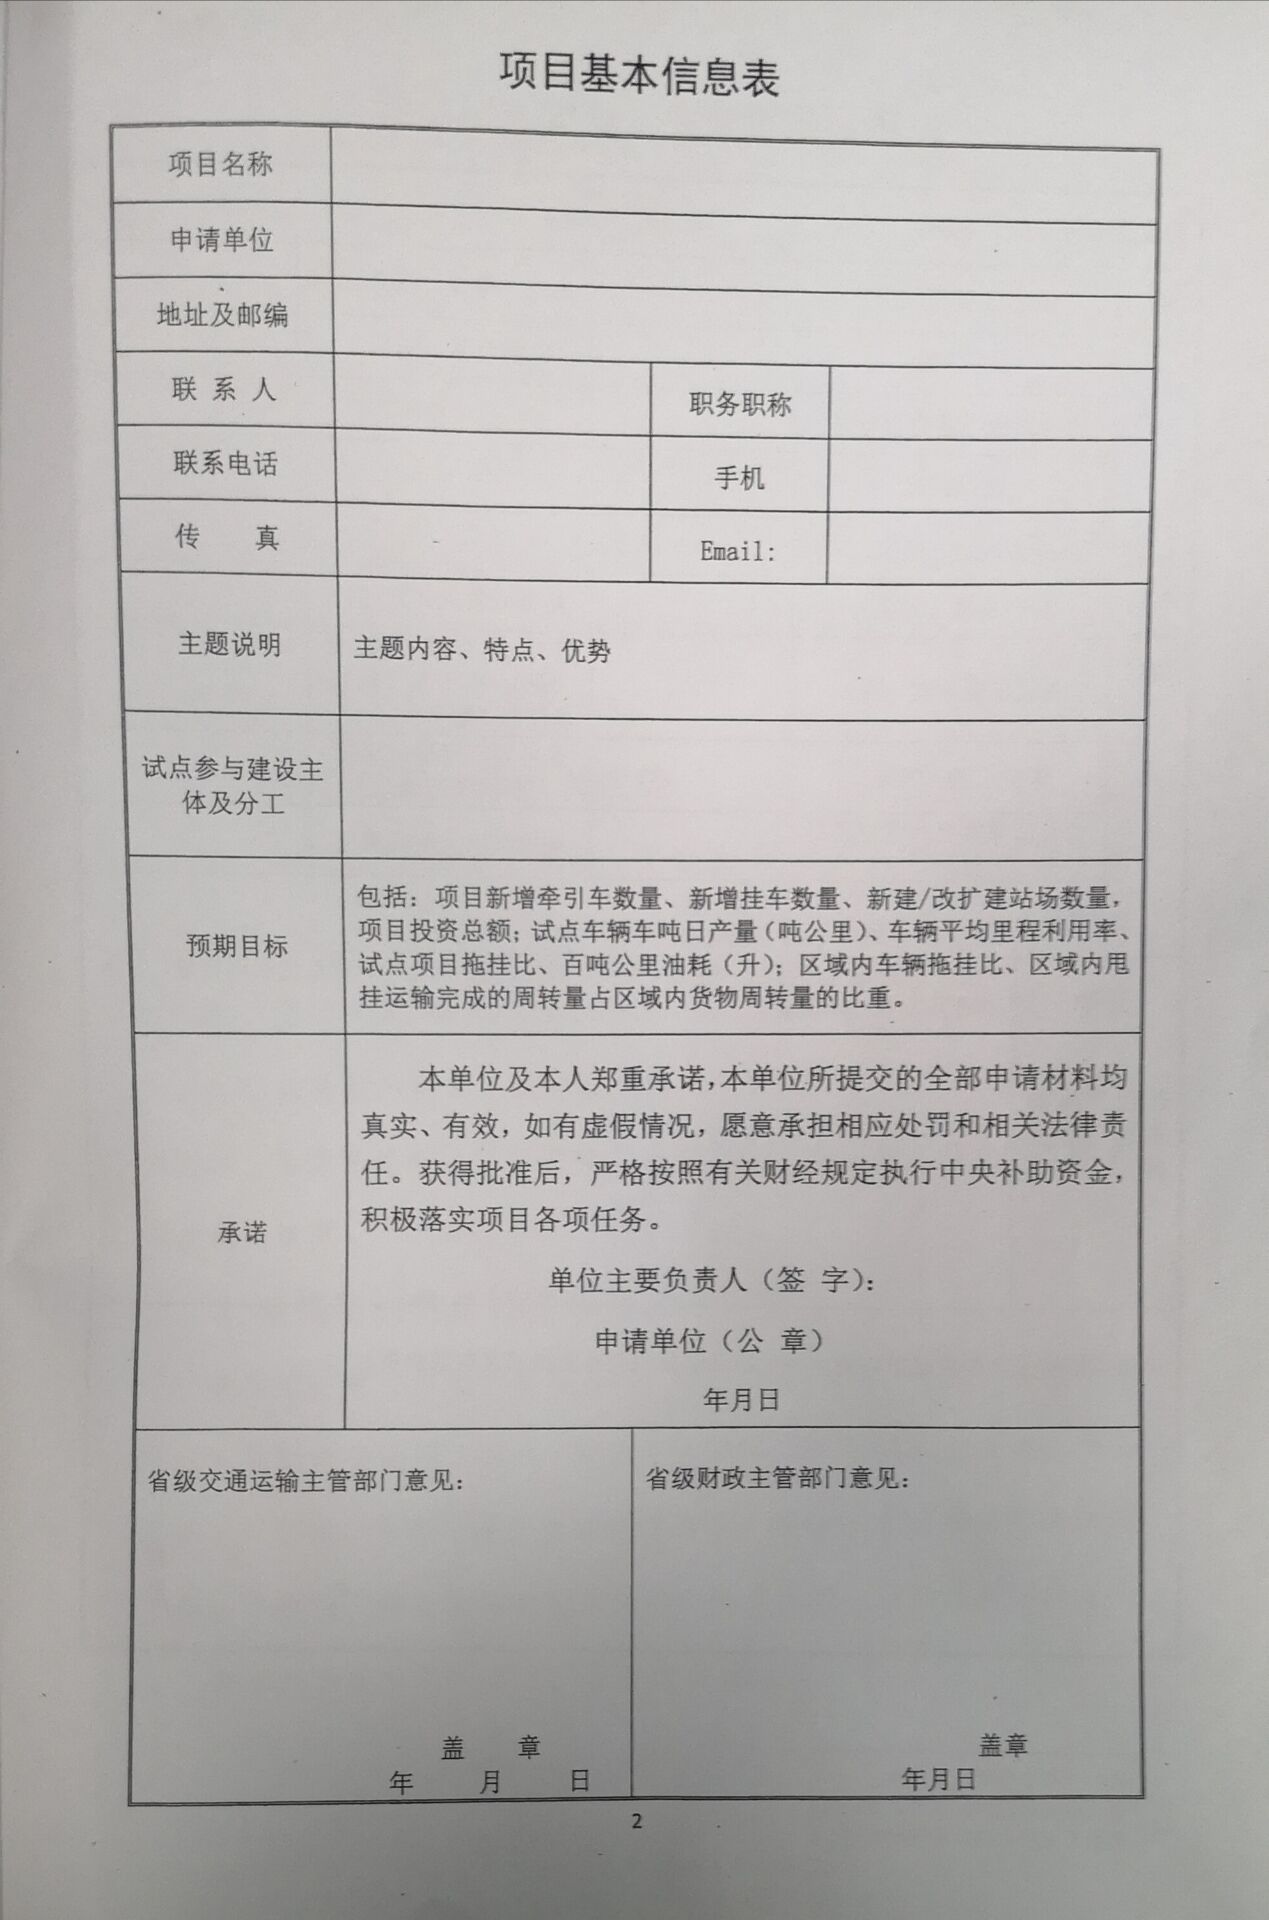 项目基本信息表
项目名称
申请单位
地址及邮编
联 系 人
职务职称
联系电话
手机
传 真
Email:
主题说明
主题内容、特点、优势
试点参与建设主
体及分工
预期目标
包括：项目新增牵引车数量、新增挂车数量、新建/改扩建站场数量，
项目投资总额；试点车辆车吨日产量（吨公里）、车辆平均里程利用率、
试点项目拖挂比、百吨公里油耗（升）；区域内车辆拖挂比、区域内甩
挂运输完成的周转量占区域内货物周转量的比重。
承诺
本单位及本人郑重承诺，本单位所提交的全部申请材料均
真实、有效，如有虚假情况，愿意承担相应处罚和相关法律责
任。获得批准后，严格按照有关财经规定执行中央补助资金，
积极落实项目各项任务。
单位主要负责人（签 字）：
申请单位（公 章）
年月日
省级交通运输主管部门意见：
盖 章
年 月 日
省级财政主管部门意见：
盖章
年月日
2